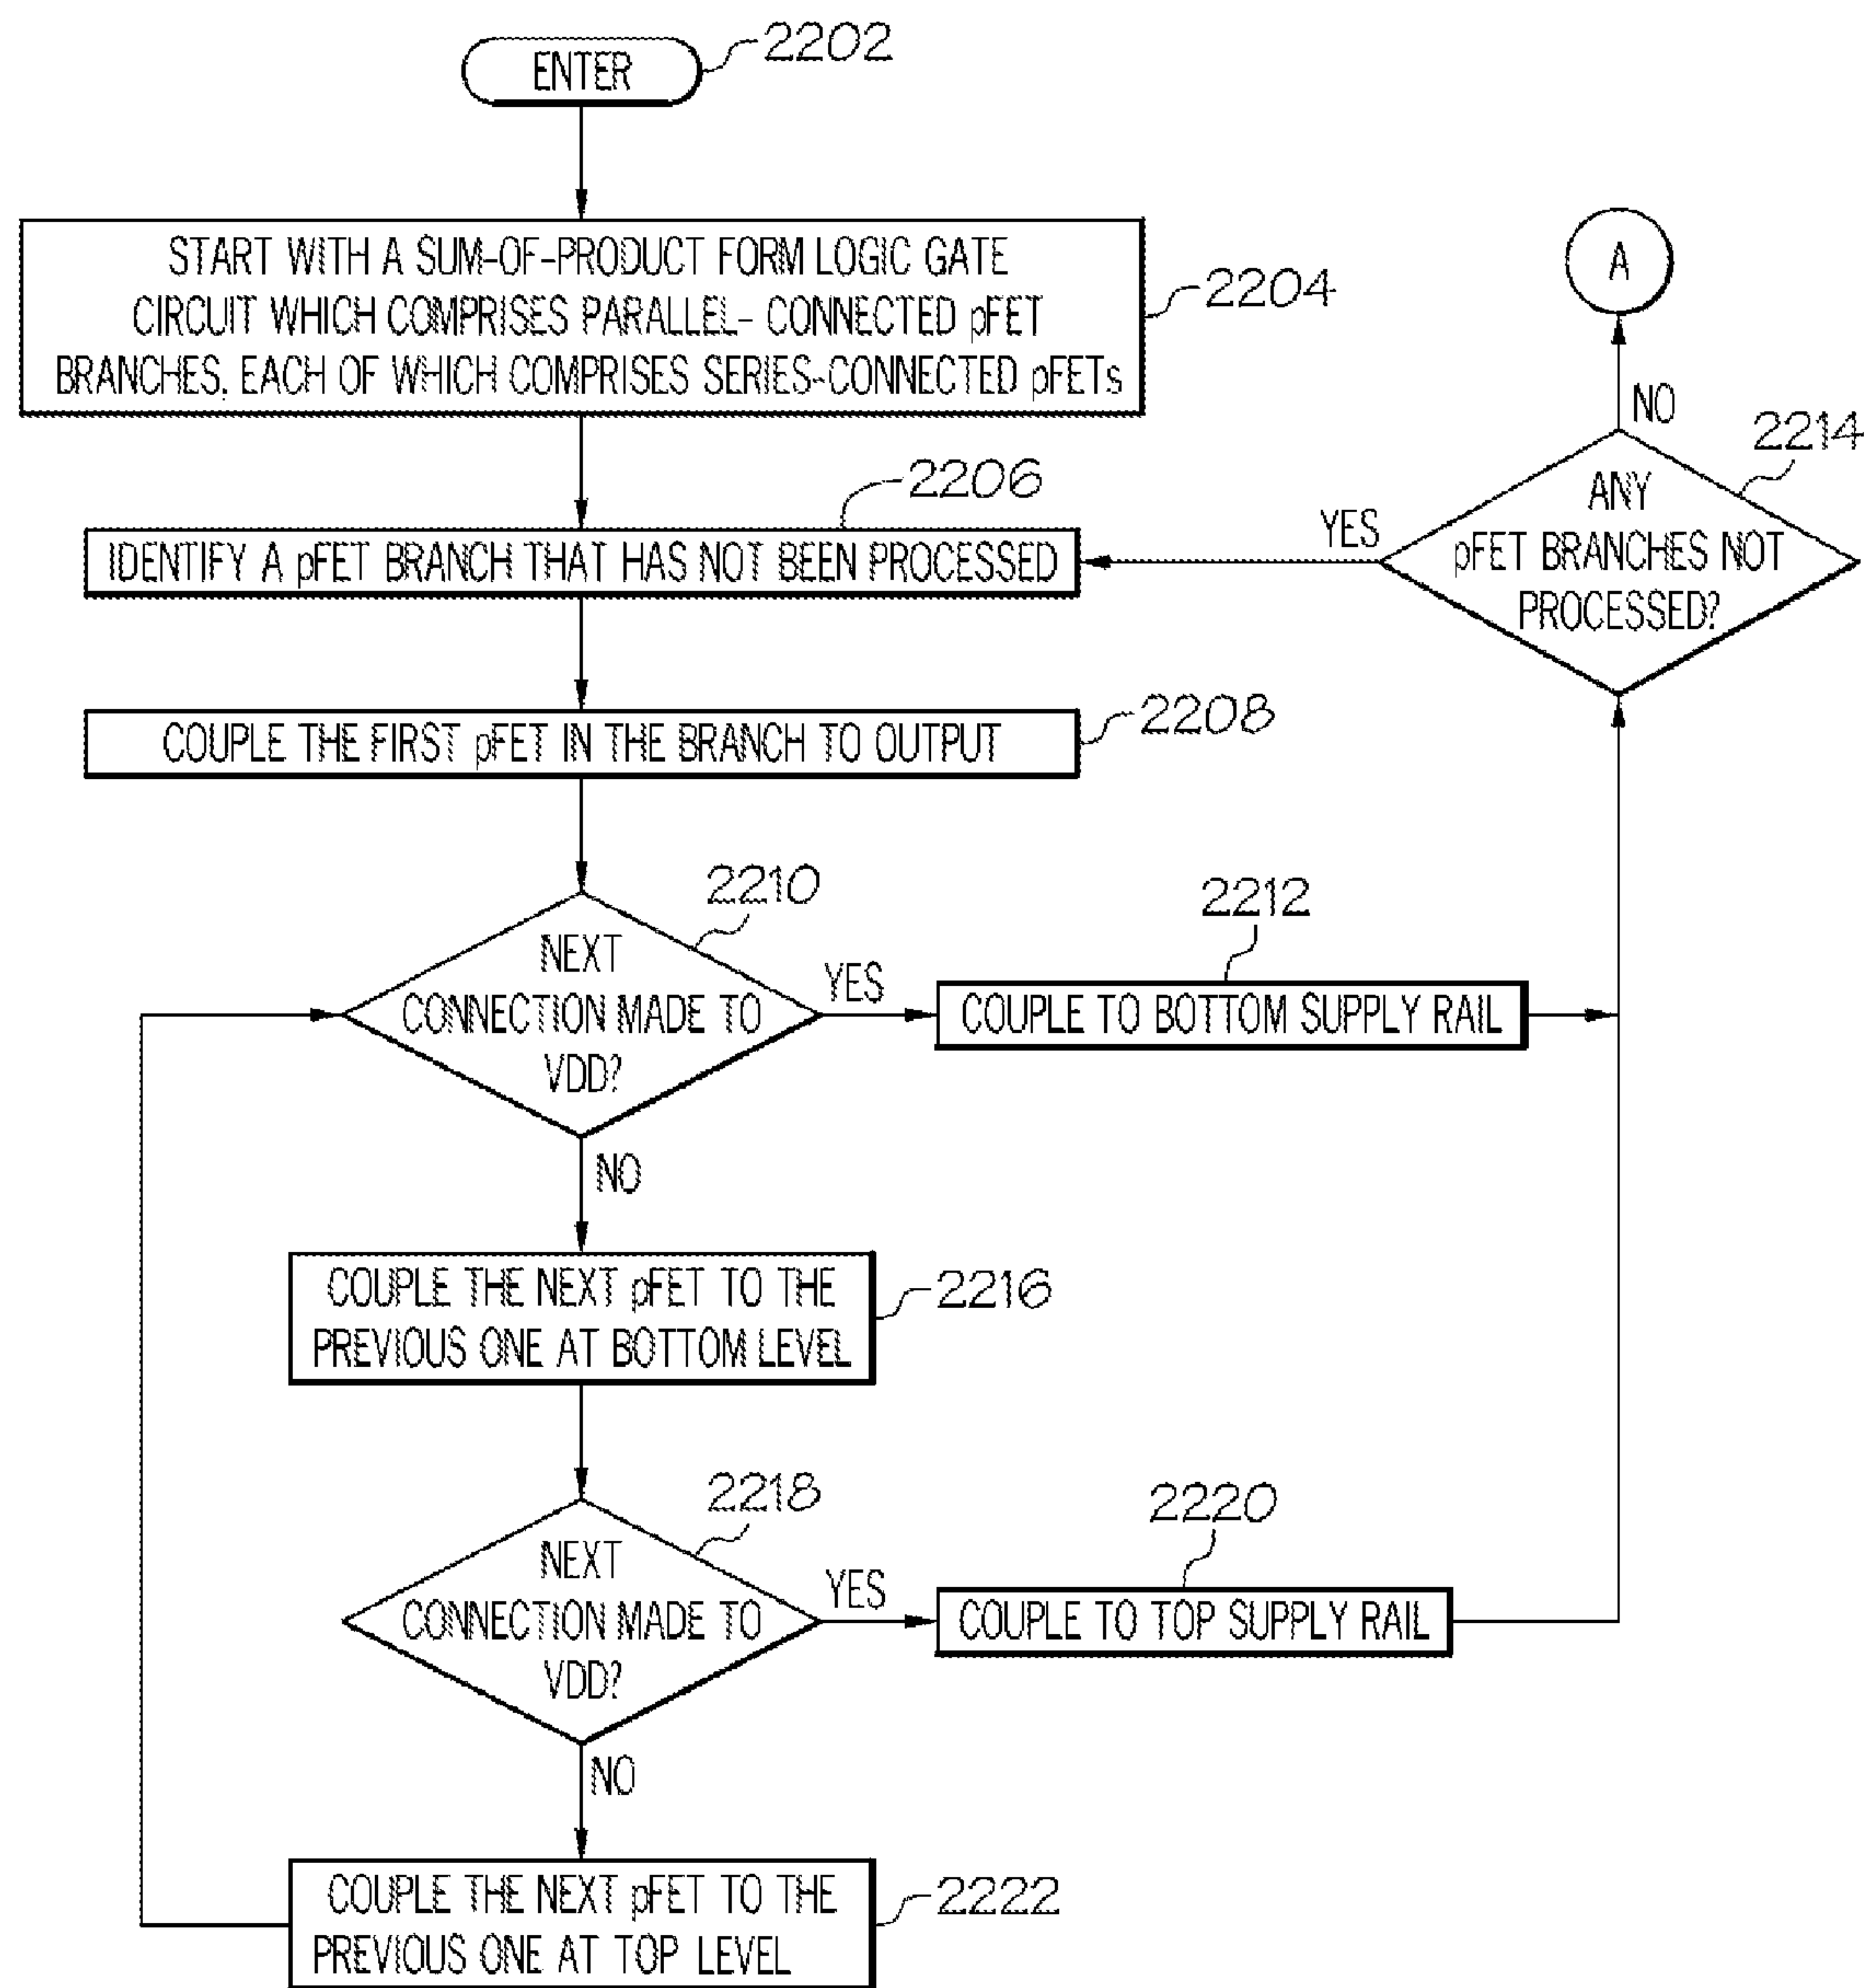 2202
ENTER
START WITH A SUM-OF-PRODUCT FORM LOGIC GATE
CIRCUIT WHICH COMPRISES PARALLEL- CONNECTED pFET
BRANCHES, EACH OF WHICH COMPRISES SERIES-CONNECTED pFETs
2204
A
NO
2214
ANY
pFET BRANCHES NOT
PROCESSED?
YES
2206
IDENTIFY A pFET BRANCH THAT HAS NOT BEEN PROCESSED
COUPLE THE FIRST pFET IN THE BRANCH TO OUTPUT
2208
2210
NEXT
CONNECTION MADE TO
VDD?
YES
2212
COUPLE TO BOTTOM SUPPLY RAIL
NO
COUPLE THE NEXT pFET TO THE
PREVIOUS ONE AT BOTTOM LEVEL
2216
2218
NEXT
CONNECTION MADE TO
VDD?
YES
2220
COUPLE TO TOP SUPPLY RAIL
NO
COUPLE THE NEXT pFET TO THE
PREVIOUS ONE AT TOP LEVEL
2222